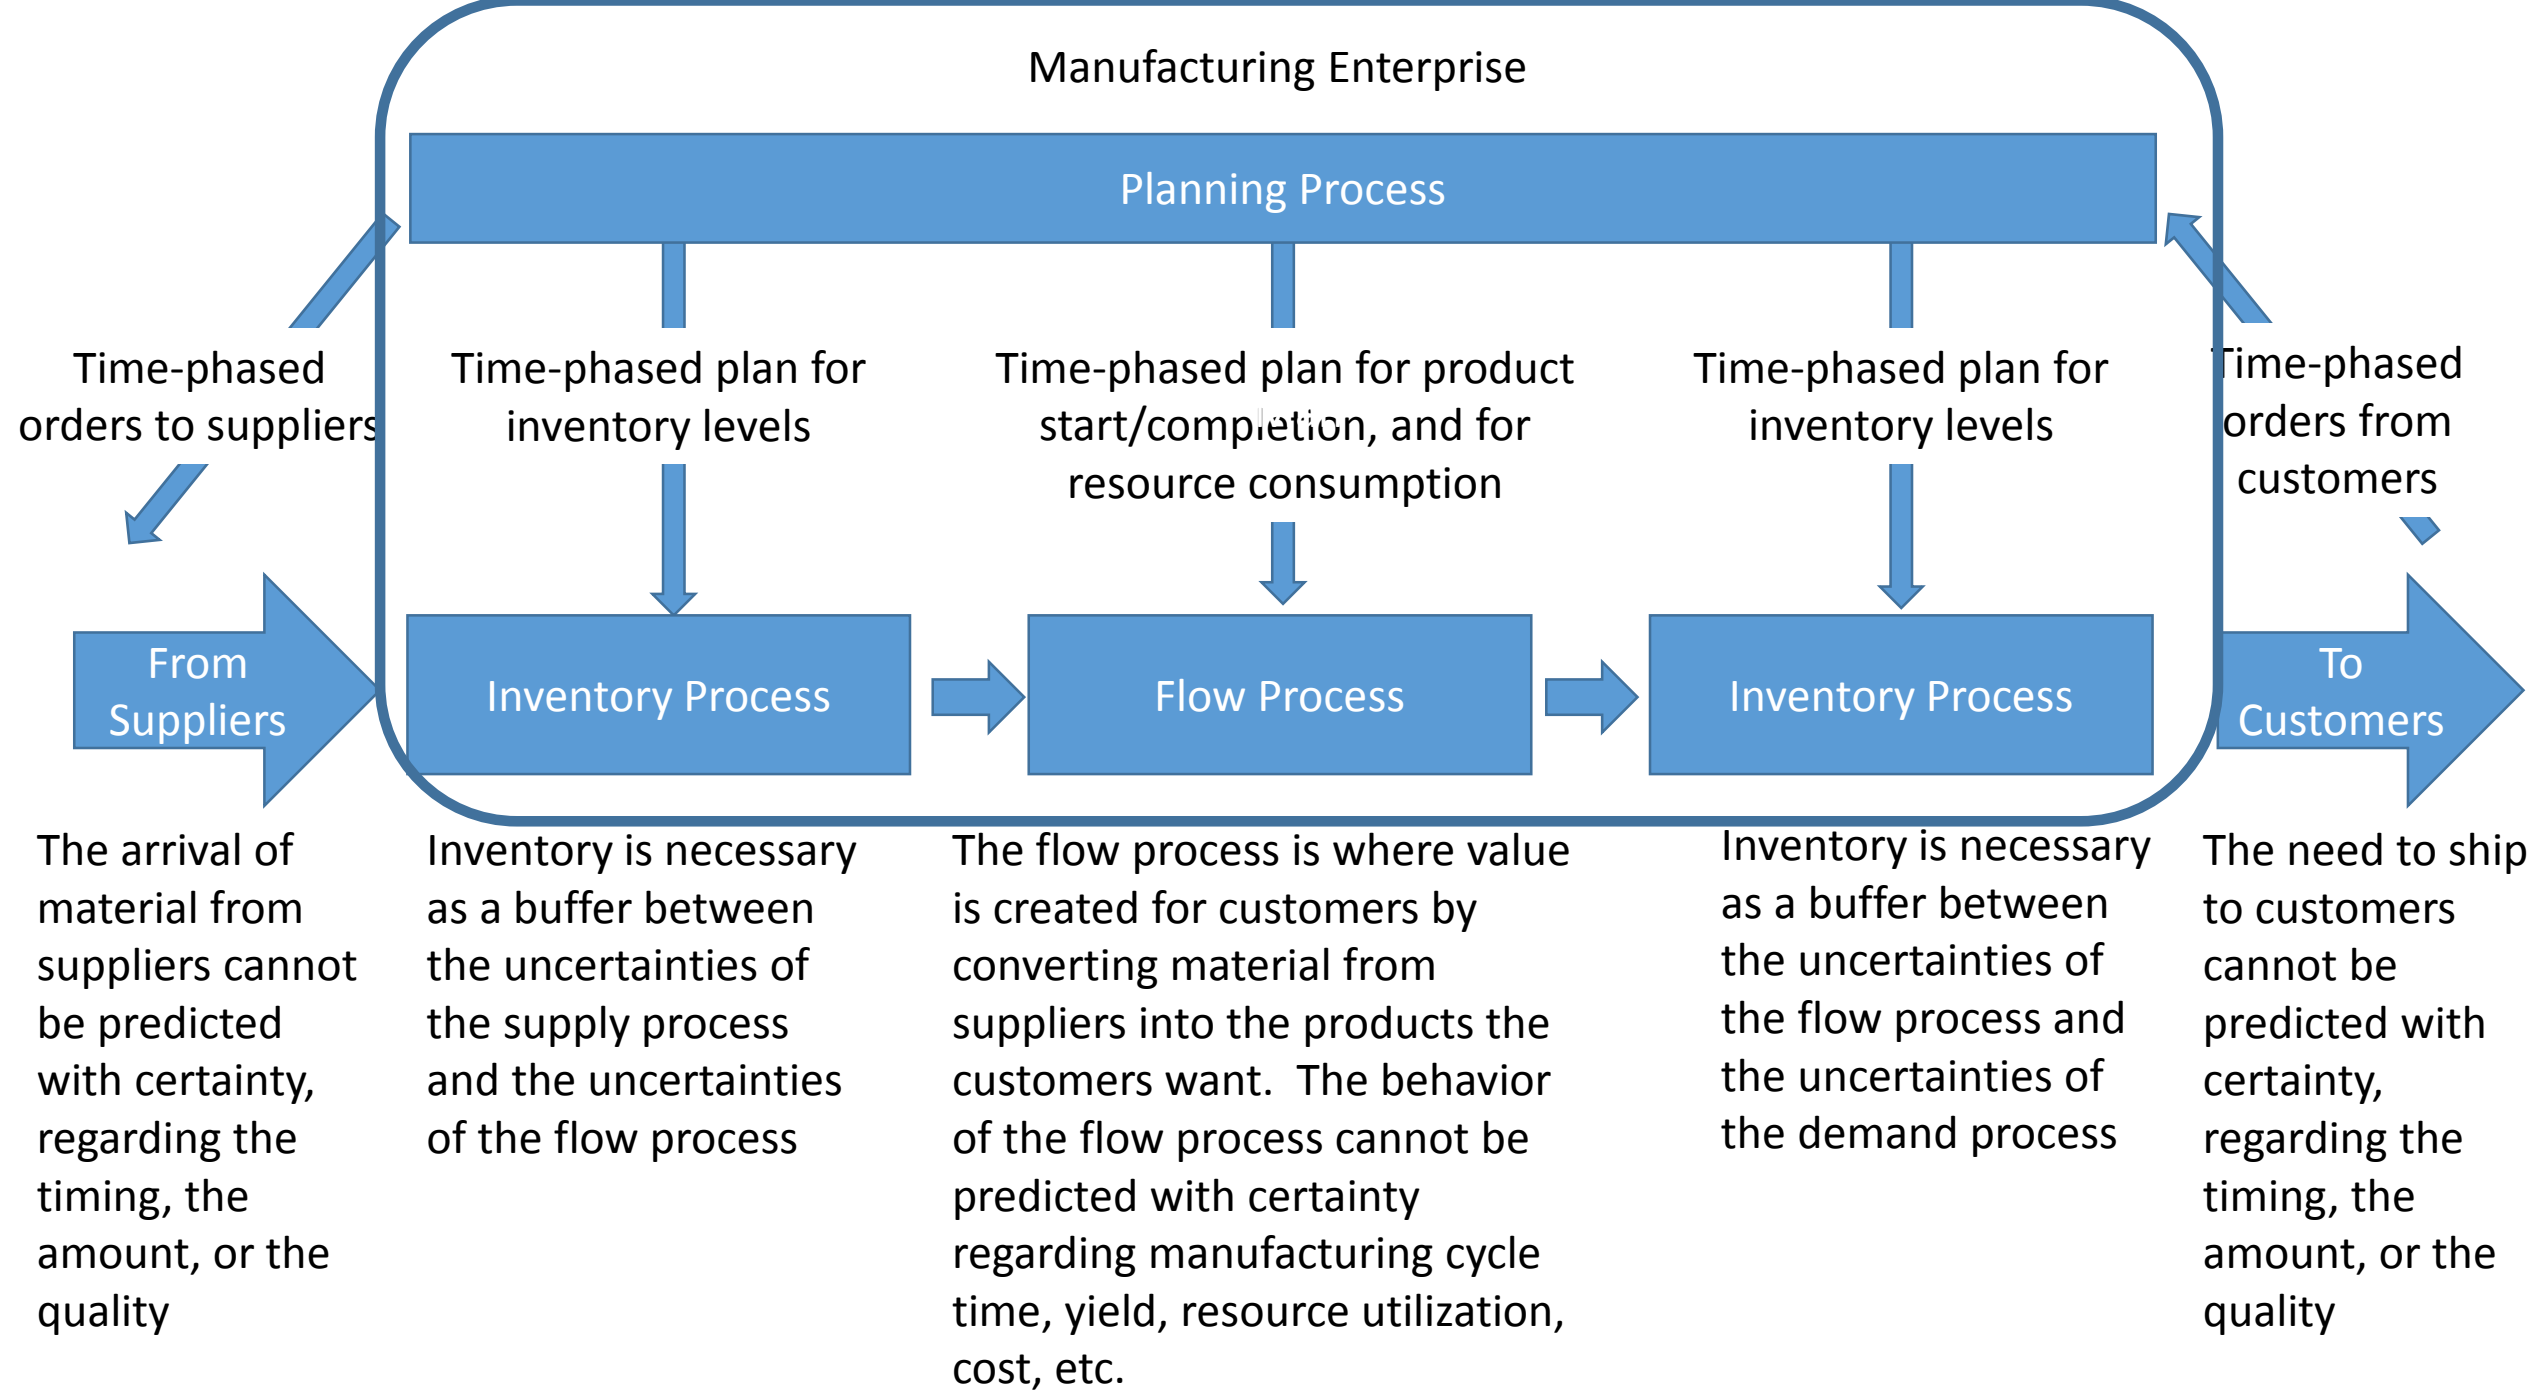 Manufacturing Enterprise
Planning Process
Time-phased
orders to suppliers
Time-phased plan for
inventory levels
Time-phased plan for product
start/completion, and for
resource consumption
Time-phased plan for
inventory levels
Time-phased
orders from
customers
From
Suppliers
Inventory Process
Flow Process
Inventory Process
To
Customers
The arrival of
material from
suppliers cannot
be predicted
with certainty,
regarding the
timing, the
amount, or the
quality
Inventory is necessary
as a buffer between
the uncertainties of
the supply process
and the uncertainties
of the flow process
The flow process is where value
is created for customers by
converting material from
suppliers into the products the
customers want.  The behavior
of the flow process cannot be
predicted with certainty
regarding manufacturing cycle
time, yield, resource utilization,
cost, etc.
Inventory is necessary
as a buffer between
the uncertainties of
the flow process and
the uncertainties of
the demand process
The need to ship
to customers
cannot be
predicted with
certainty,
regarding the
timing, the
amount, or the
quality